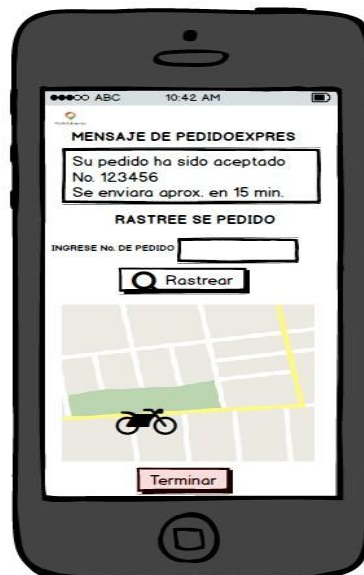 ABC 10:42 AM
MENSAJE DE PEDIDOEXPRES
Su pedido ha sido aceptado
No. 123456
Se enviara aprox. en 15 min.
RASTREE SE PEDIDO
INGRESE No. DE PEDIDO
Rastrear
Terminar